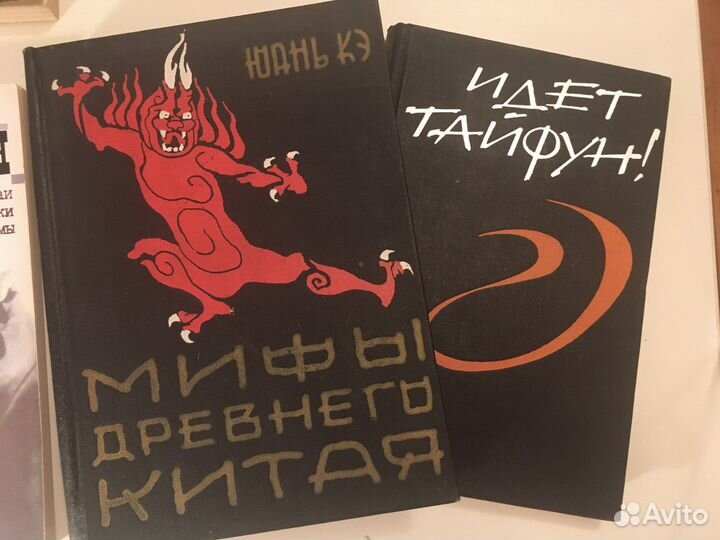 ЮАНЬ КЭ
МИФЫ
ДРЕВНЕГО
КИТАЯ
ИДЕТ
ТАЙФУН!
Avito